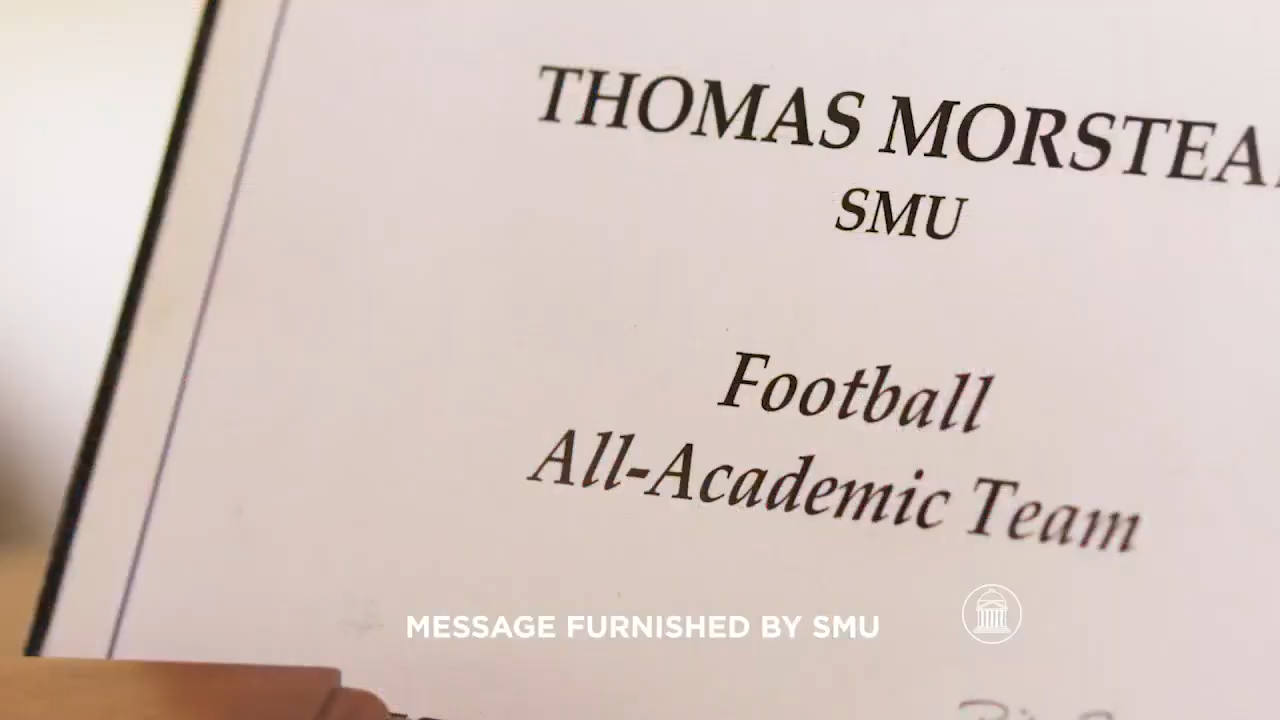 THOMAS MORSTEA
SMU
Football
All-Academic Team
MESSAGE FURNISHED BY SMU